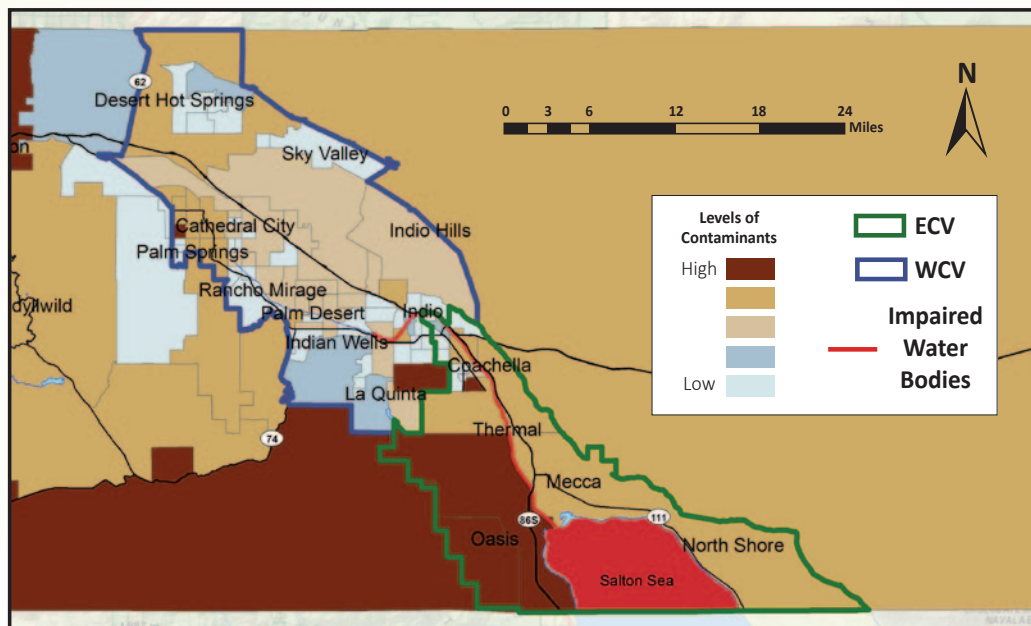 62
Desert Hot Springs
on
Sky Valley
Cathedral City
Indio Hills
Palm Springs
Rancho Mirage
dyllwild
Palm Desert
Indio
Indian Wells
Coachella
La Quinta
74
Thermal
Mecca
86S
111
Oasis
North Shore
Salton Sea
N
0 3 6 12 18 24
Miles
Levels of
Contaminants
High
Low
ECV
WCV
Impaired
Water
Bodies